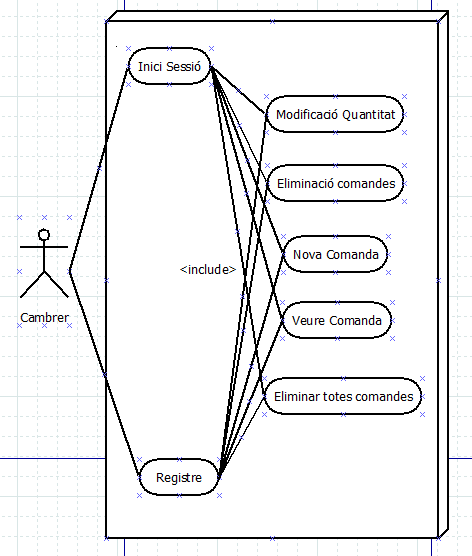 Inici Sessió
Modificació Quantitat
Eliminació comandes
Nova Comanda
<include>
Cambrer
Veure Comanda
Eliminar totes comandes
Registre